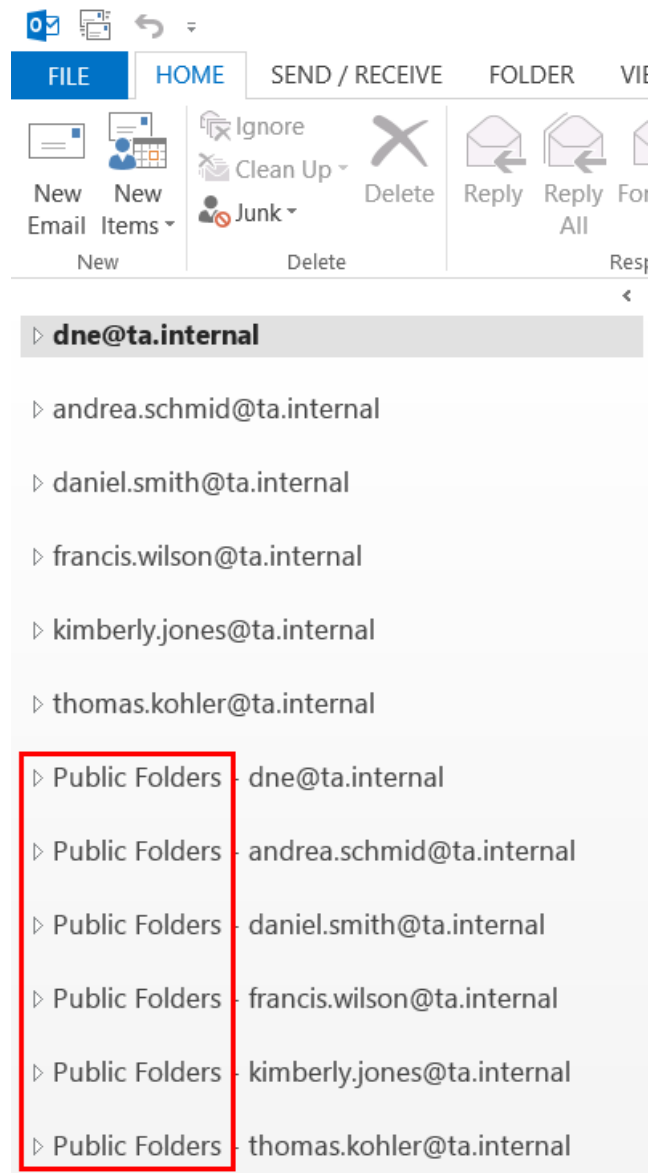 FILE HOME SEND / RECEIVE FOLDER
Ignore
Clean Up
Junk
New Email
New Items
Delete
Reply
Reply All
New Delete
dne@ta.internal
andrea.schmid@ta.internal
daniel.smith@ta.internal
francis.wilson@ta.internal
kimberly.jones@ta.internal
thomas.kohler@ta.internal
Public Folders - dne@ta.internal
Public Folders - andrea.schmid@ta.internal
Public Folders - daniel.smith@ta.internal
Public Folders - francis.wilson@ta.internal
Public Folders - kimberly.jones@ta.internal
Public Folders - thomas.kohler@ta.internal